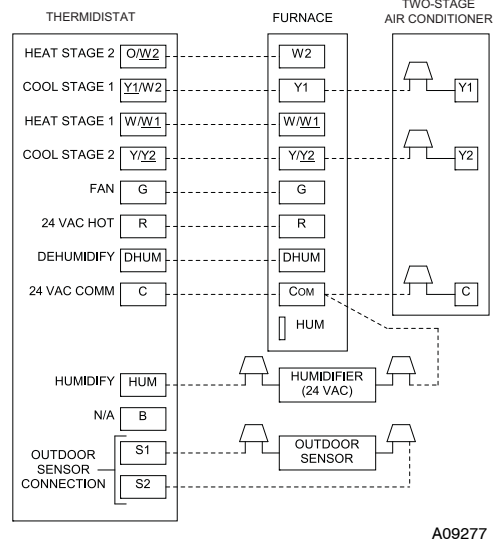 THERMIDISTAT FURNACE TWO-STAGE
AIR CONDITIONER
HEAT STAGE 2 O/W2 W2
COOL STAGE 1 Y1/W2 Y1 Y1
HEAT STAGE 1 W/W1 W/W1
COOL STAGE 2 Y/Y2 Y/Y2 Y2
FAN G G
24 VAC HOT R R
DEHUMIDIFY DHUM DHUM
24 VAC COMM C COM C
HUM
HUMIDIFY HUM HUMIDIFIER
(24 VAC)
N/A B
OUTDOOR
SENSOR
CONNECTION
S1
S2
OUTDOOR
SENSOR
A09277